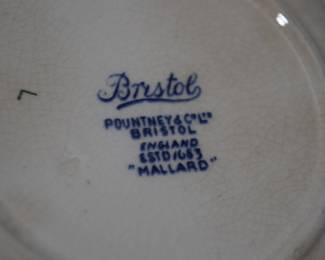 Bristol
POUNTNEY & Cº Lᵀᴰ
BRISTOL
ENGLAND
ESTD 1683
"MALLARD"